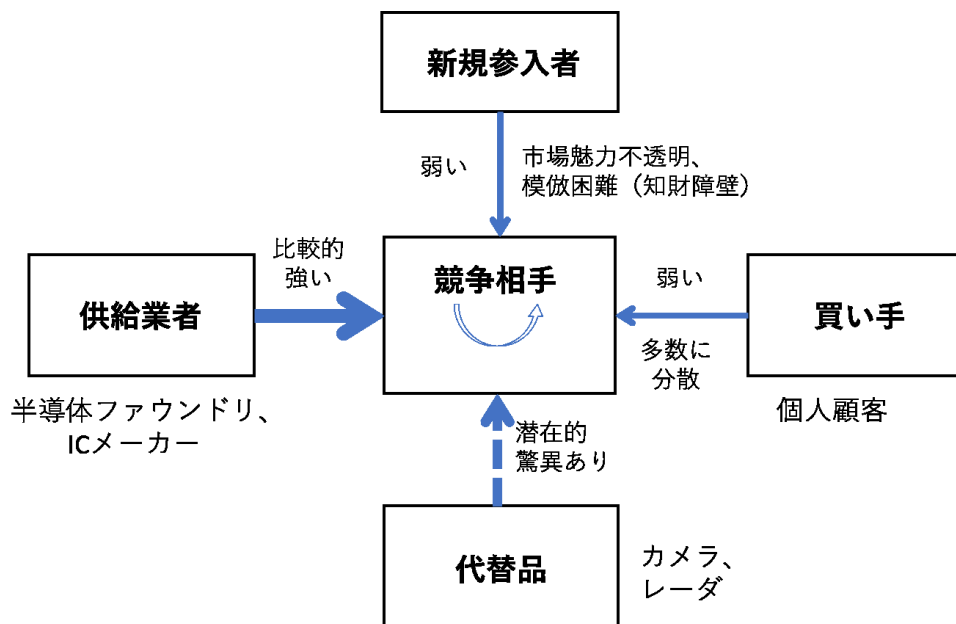 新規参入者
弱い
市場魅力不透明、
模倣困難（知財障壁）
比較的
強い
供給業者
半導体ファウンドリ、
ICメーカー
競争相手
弱い
多数に
分散
買い手
個人顧客
潜在的
驚異あり
代替品
カメラ、
レーダ